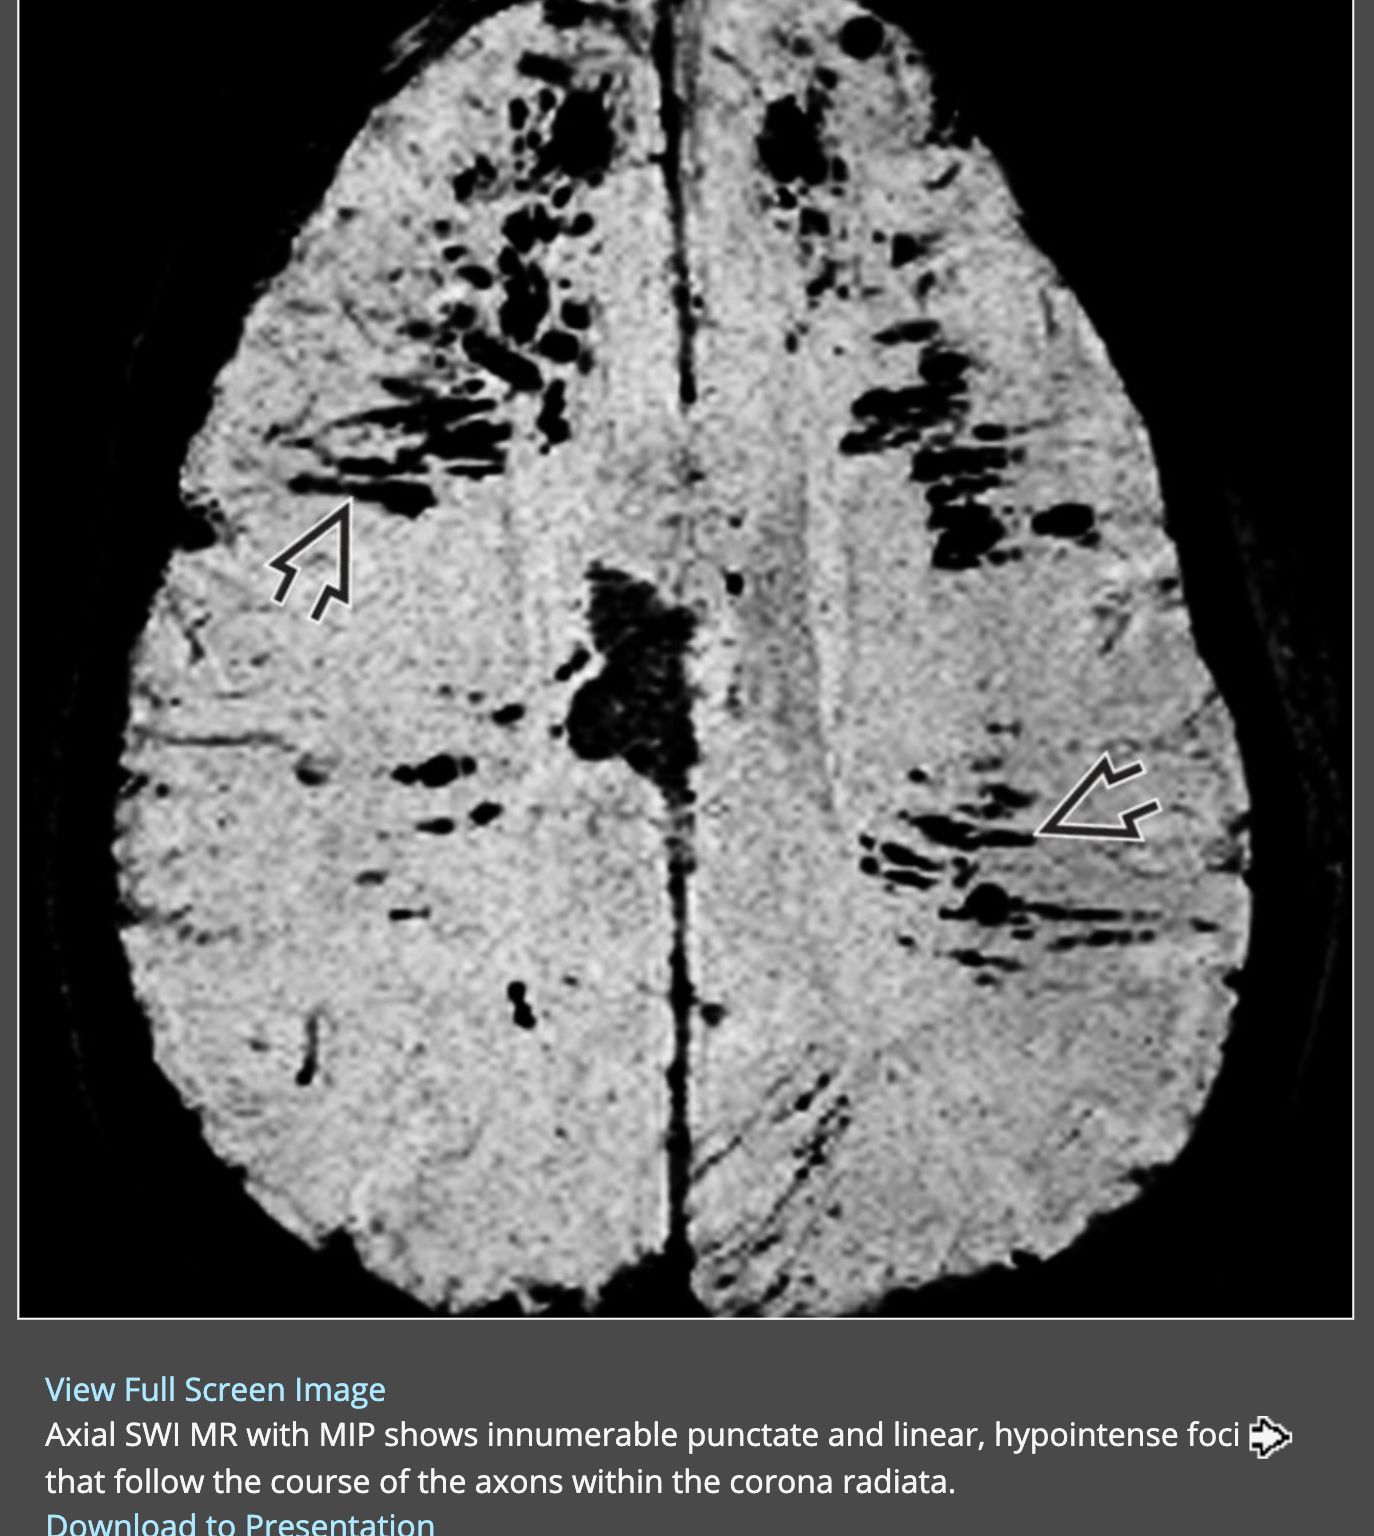 View Full Screen Image
Axial SWI MR with MIP shows innumerable punctate and linear, hypointense foci
that follow the course of the axons within the corona radiata.
Download to Presentation